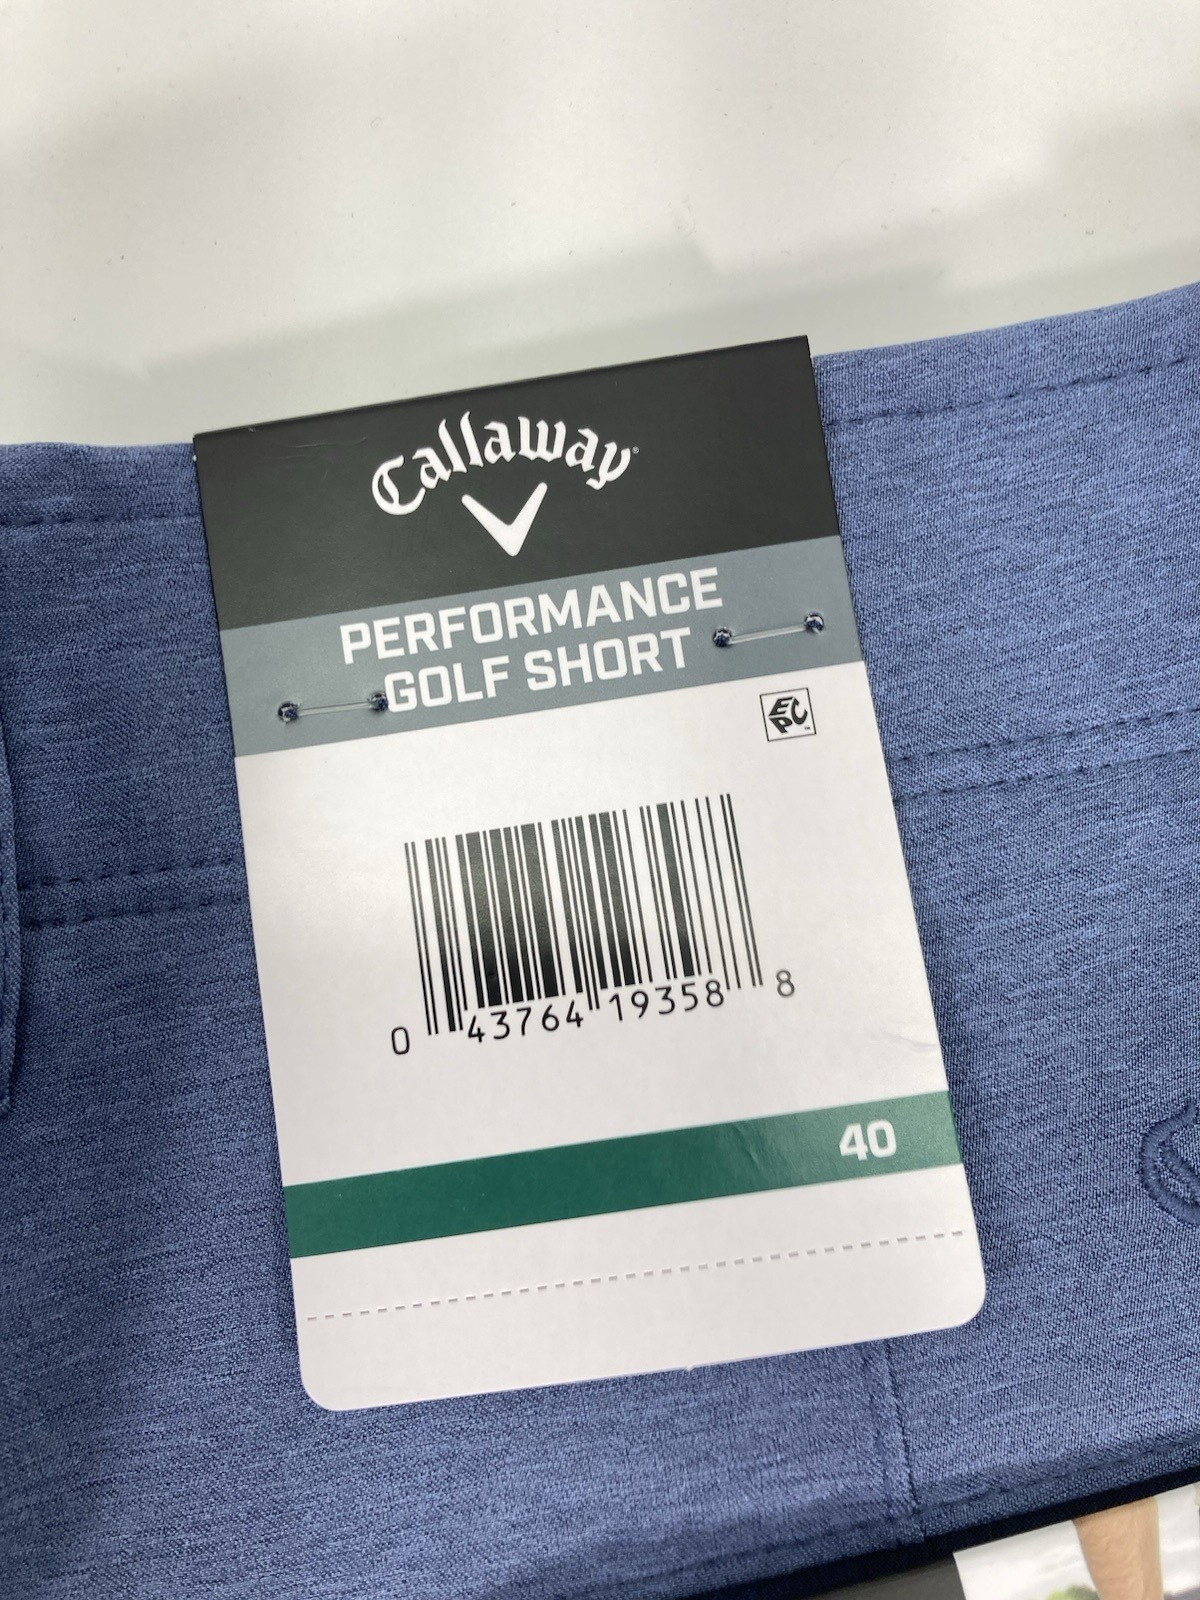 Callaway
PERFORMANCE
GOLF SHORT
EPC
0 43764 19358 8
40